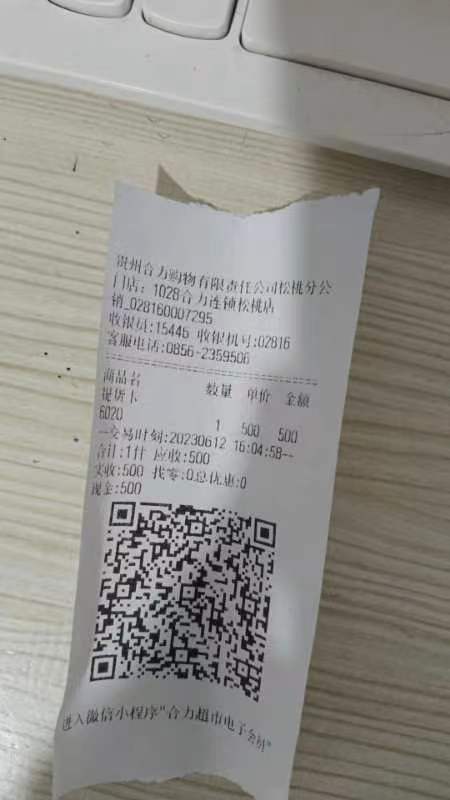 贵州合力购物有限责任公司松桃分公
门店：1028合力连锁松桃店
销_028160007295
收银员:15446 收银机号:02816
客服电话:0856-2359506
商品名 数量 单价 金额
提货卡
6020 1 500 500
--交易时刻:20230612 16:04:58--
合计:1件 应收:500
实收:500 找零:0总优惠:0
现金:500
进入微信小程序"合力超市电子会员"